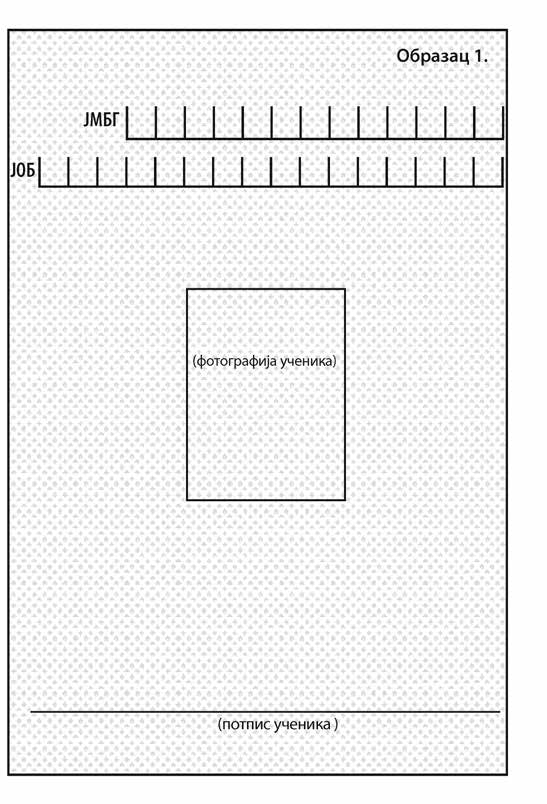 Образац 1.
ЈМБГ
ЈОБ
(фотографија ученика)
(потпис ученика )